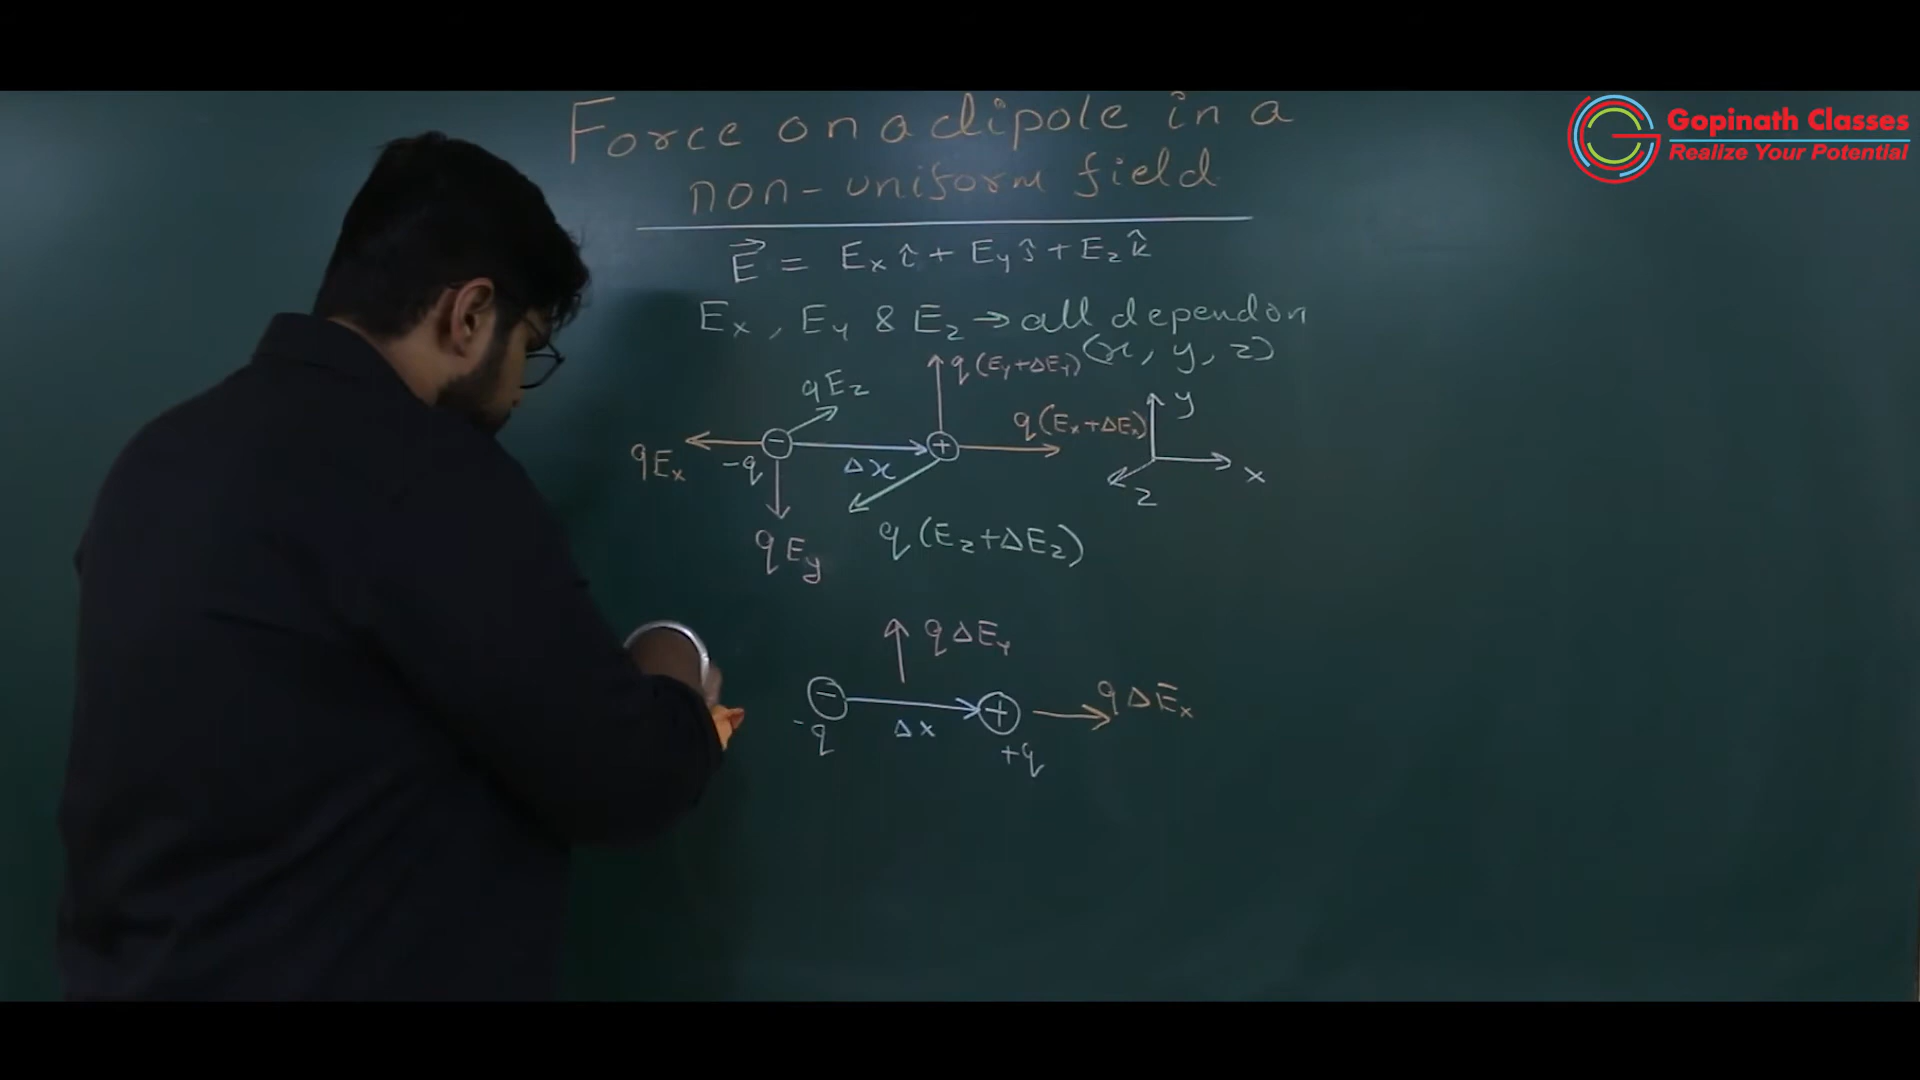 Gopinath Classes
Realize Your Potential
Force on a dipole in a
non-uniform field
E⃗ = Ex î + Ey ĵ + Ez k̂
Ex, Ey & Ez → all depend on
(x, y, z)
q(Ey+ΔEy)
qEz
y
q(Ex+ΔEx)
qEx
−
-q
Δx
+
x
z
qEy
q(Ez+ΔEz)
qΔEy
−
-q
Δx
+
+q
qΔEx